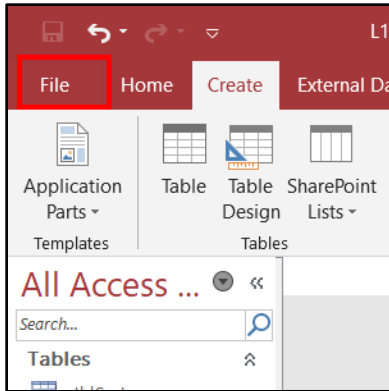 L1
File Home Create External Da
Application Parts
Table
Table Design
SharePoint Lists
Templates
Tables
All Access ...
Search...
Tables